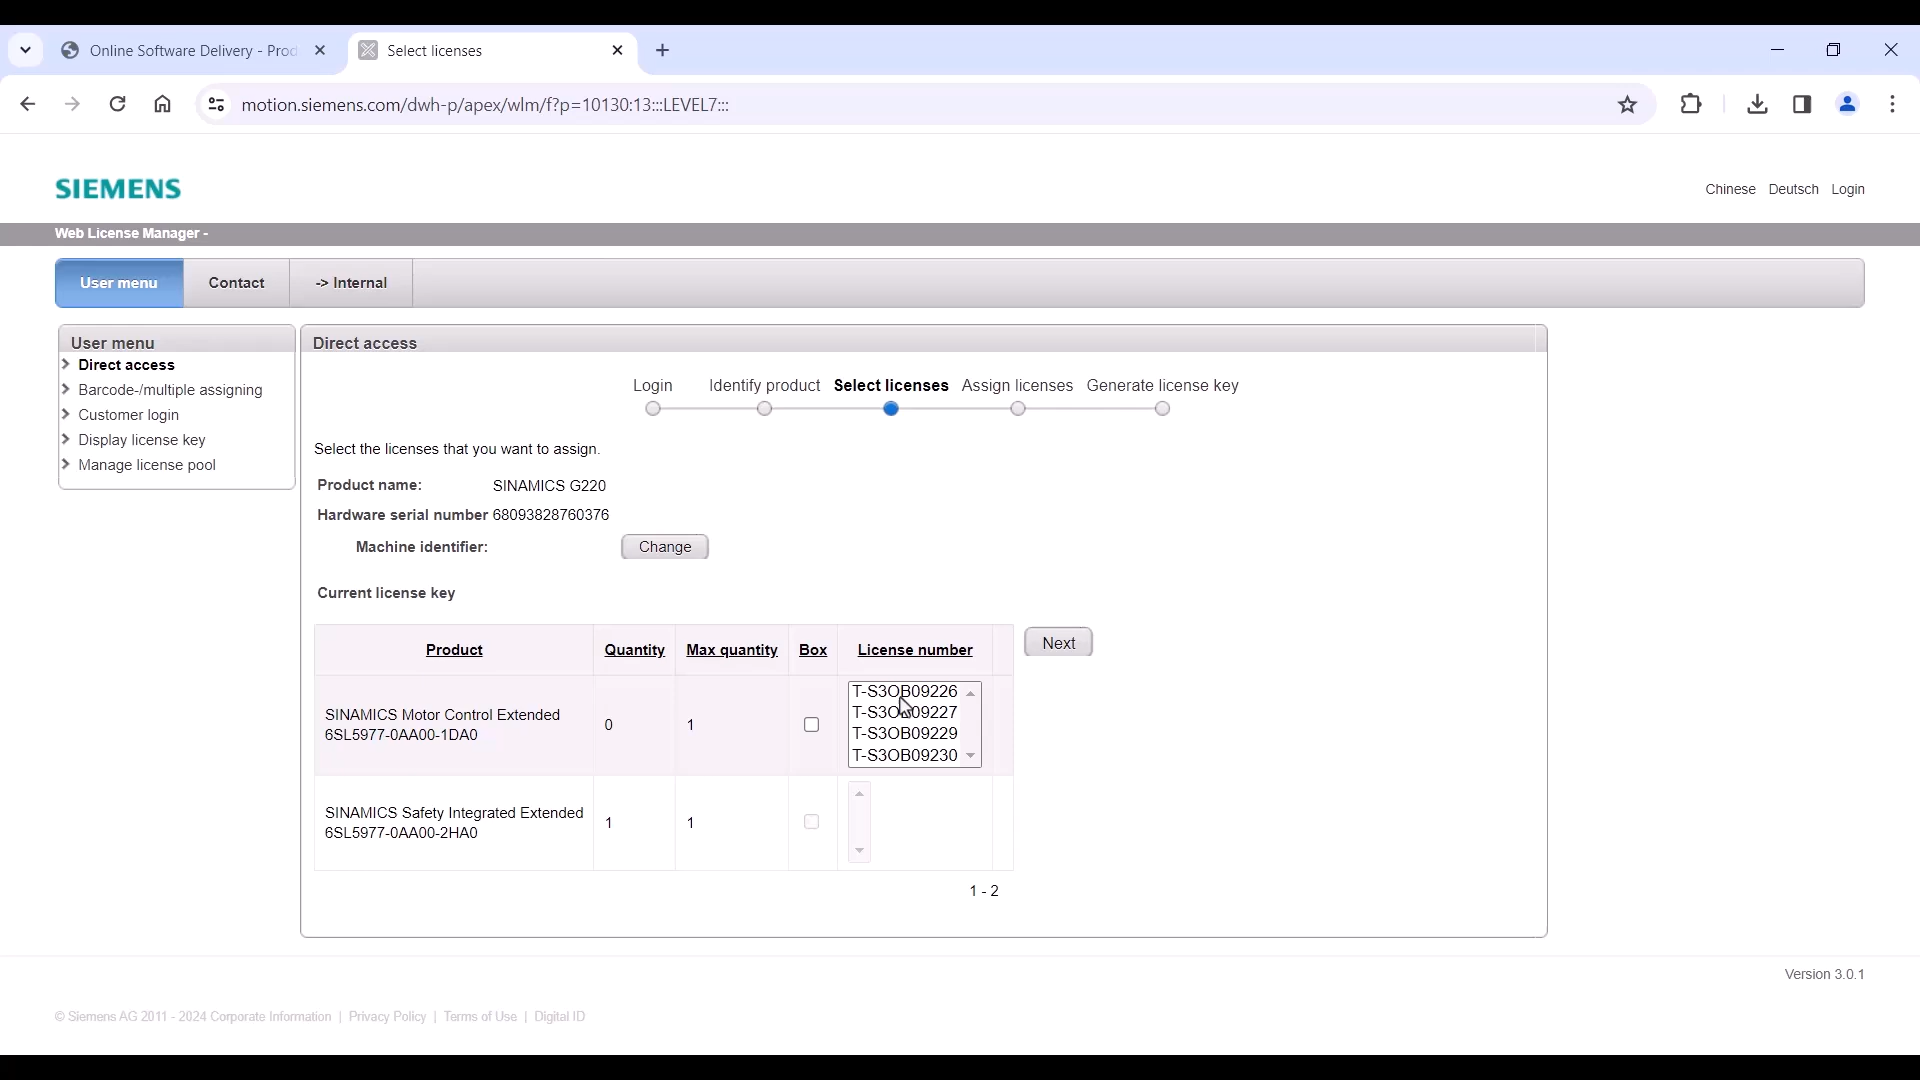 Online Software Delivery - Prod
Select licenses
motion.siemens.com/dwh-p/apex/wlm/f?p=10130:13:::LEVEL7:::
SIEMENS
Chinese Deutsch Login
Web License Manager -
User menu Contact -> Internal
User menu
Direct access
Barcode-/multiple assigning
Customer login
Display license key
Manage license pool
Direct access
Login Identify product Select licenses Assign licenses Generate license key
Select the licenses that you want to assign.
Product name: SINAMICS G220
Hardware serial number 68093828760376
Machine identifier: Change
Current license key
Product Quantity Max quantity Box License number
Next
SINAMICS Motor Control Extended
6SL5977-0AA00-1DA0
0
1
T-S3OB09226
T-S3OB09227
T-S3OB09229
T-S3OB09230
SINAMICS Safety Integrated Extended
6SL5977-0AA00-2HA0
1
1
1 - 2
Version 3.0.1
© Siemens AG 2011 - 2024 Corporate Information | Privacy Policy | Terms of Use | Digital ID